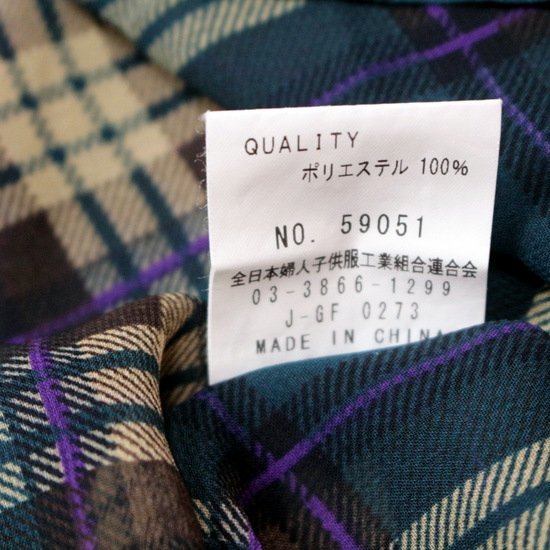 QUALITY
ポリエステル 100%
NO. 59051
全日本婦人子供服工業組合連合会
03-3866-1299
J-GF 0273
MADE IN CHINA